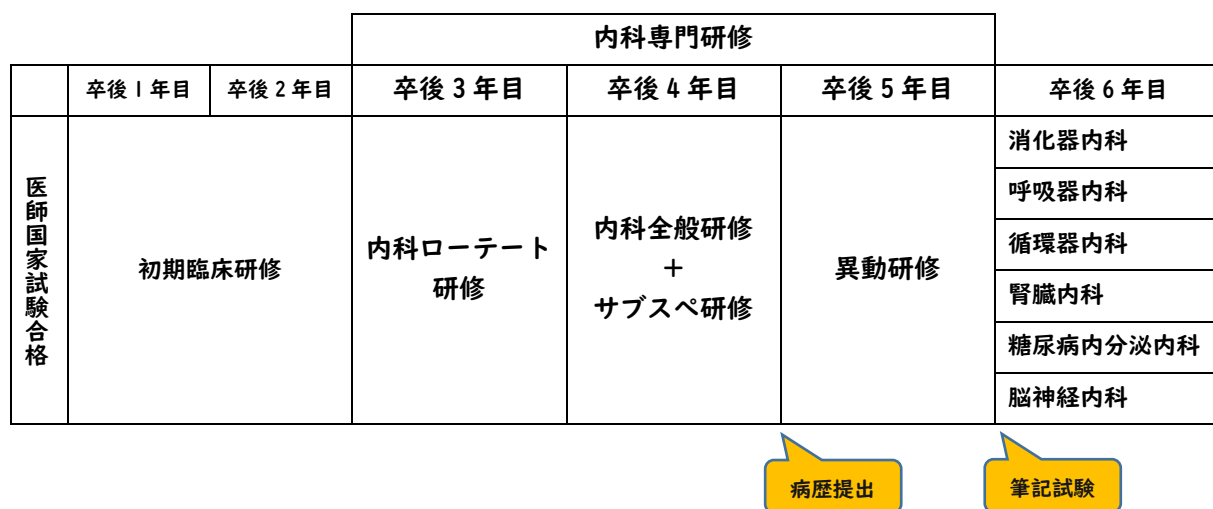 内科専門研修
卒後1年目
卒後2年目
卒後3年目
卒後4年目
卒後5年目
卒後6年目
医師国家試験合格
初期臨床研修
内科ローテート
研修
内科全般研修
+
サブスペ研修
異動研修
消化器内科
呼吸器内科
循環器内科
腎臓内科
糖尿病内分泌内科
脳神経内科
病歴提出
筆記試験